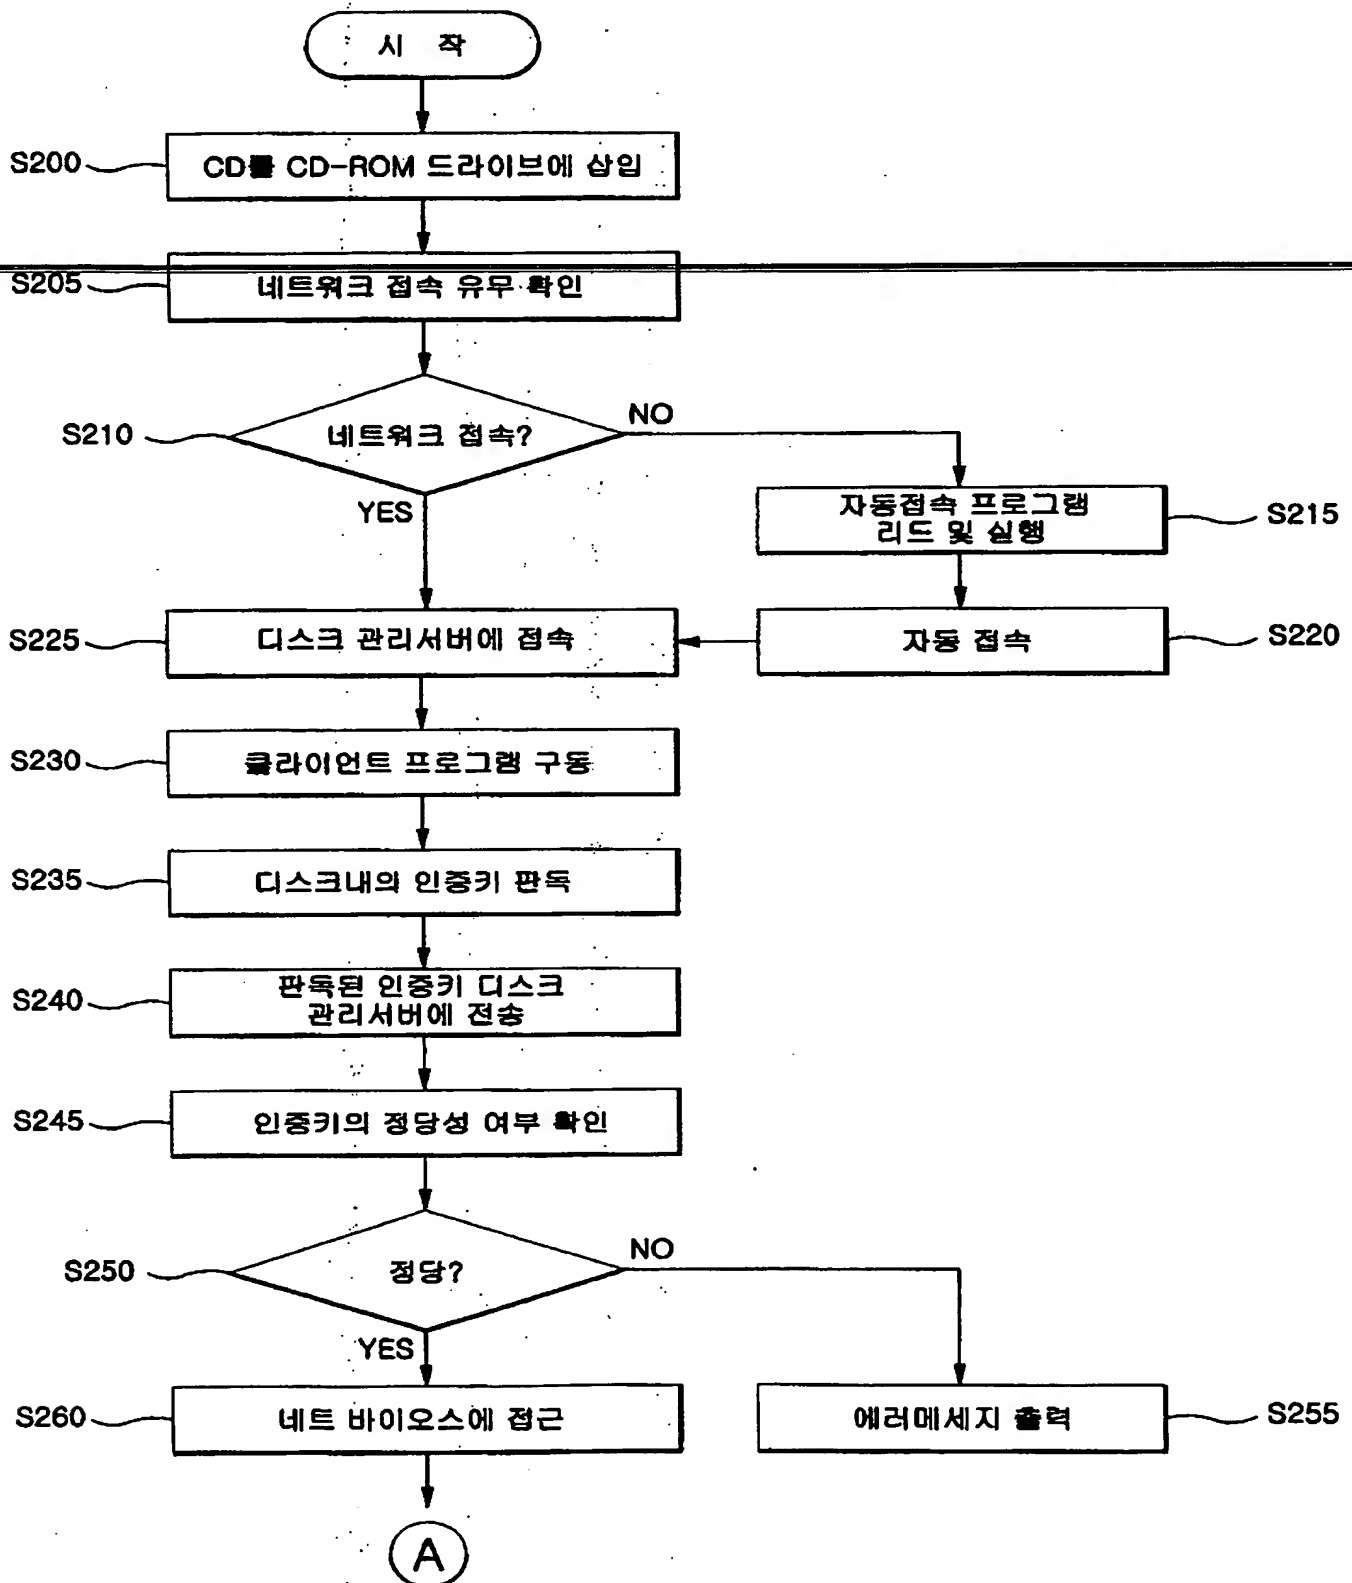 시 작
S200
CD를 CD-ROM 드라이브에 삽입
S205
네트워크 접속 유무 확인
S210
네트워크 접속?
NO
YES
자동접속 프로그램
리드 및 실행
S215
S225
디스크 관리서버에 접속
자동 접속
S220
S230
클라이언트 프로그램 구동
S235
디스크내의 인증키 판독
S240
판독된 인증키 디스크
관리서버에 전송
S245
인증키의 정당성 여부 확인
S250
정당?
NO
YES
S260
네트 바이오스에 접근
에러메세지 출력
S255
A